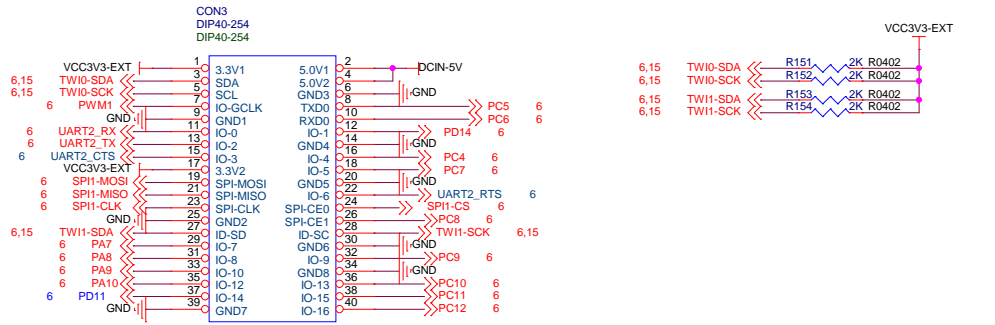 CON3
DIP40-254
DIP40-254
VCC3V3-EXT 1 3.3V1 5.0V1 2 DCIN-5V
6,15 TWI0-SDA 3 SDA 5.0V2 4
6,15 TWI0-SCK 5 SCL GND3 6 GND
6 PWM1 7 IO-GCLK TXD0 8 PC5 6
GND 9 GND1 RXD0 10 PC6 6
6 UART2_RX 11 IO-0 IO-1 12 PD14 6
6 UART2_TX 13 IO-2 GND4 14 GND
6 UART2_CTS 15 IO-3 IO-4 16 PC4 6
VCC3V3-EXT 17 3.3V2 IO-5 18 PC7 6
6 SPI1-MOSI 19 SPI-MOSI GND5 20 GND
6 SPI1-MISO 21 SPI-MISO IO-6 22 UART2_RTS 6
6 SPI1-CLK 23 SPI-CLK SPI-CE0 24 SPI1-CS 6
GND 25 GND2 SPI-CE1 26 PC8 6
6,15 TWI1-SDA 27 ID-SD ID-SC 28 TWI1-SCK 6,15
6 PA7 29 IO-7 GND6 30 GND
6 PA8 31 IO-8 IO-9 32 PC9 6
6 PA9 33 IO-10 GND8 34 GND
6 PA10 35 IO-12 IO-13 36 PC10 6
6 PD11 37 IO-14 IO-15 38 PC11 6
GND 39 GND7 IO-16 40 PC12 6
VCC3V3-EXT
6,15 TWI0-SDA R151 2K R0402
6,15 TWI0-SCK R152 2K R0402
6,15 TWI1-SDA R153 2K R0402
6,15 TWI1-SCK R154 2K R0402